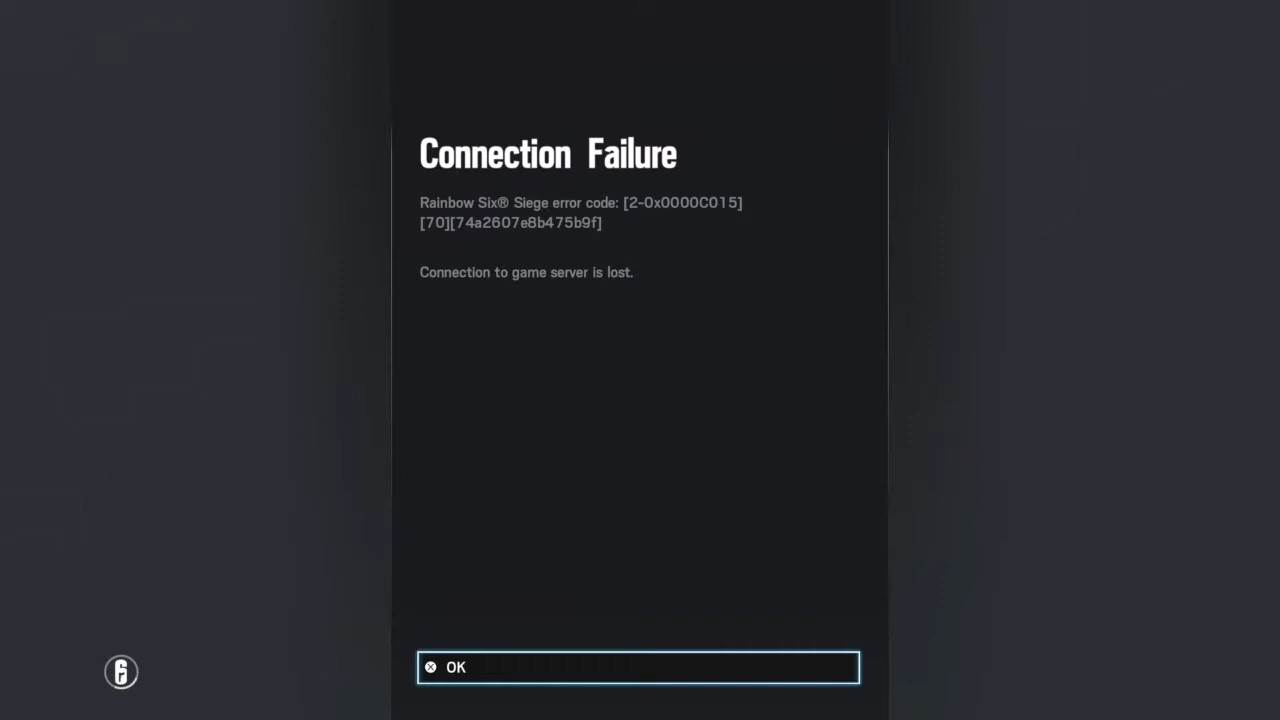 Connection Failure
Rainbow Six® Siege error code: [2-0x0000C015]
[70][74a2607e8b475b9f]
Connection to game server is lost.
OK